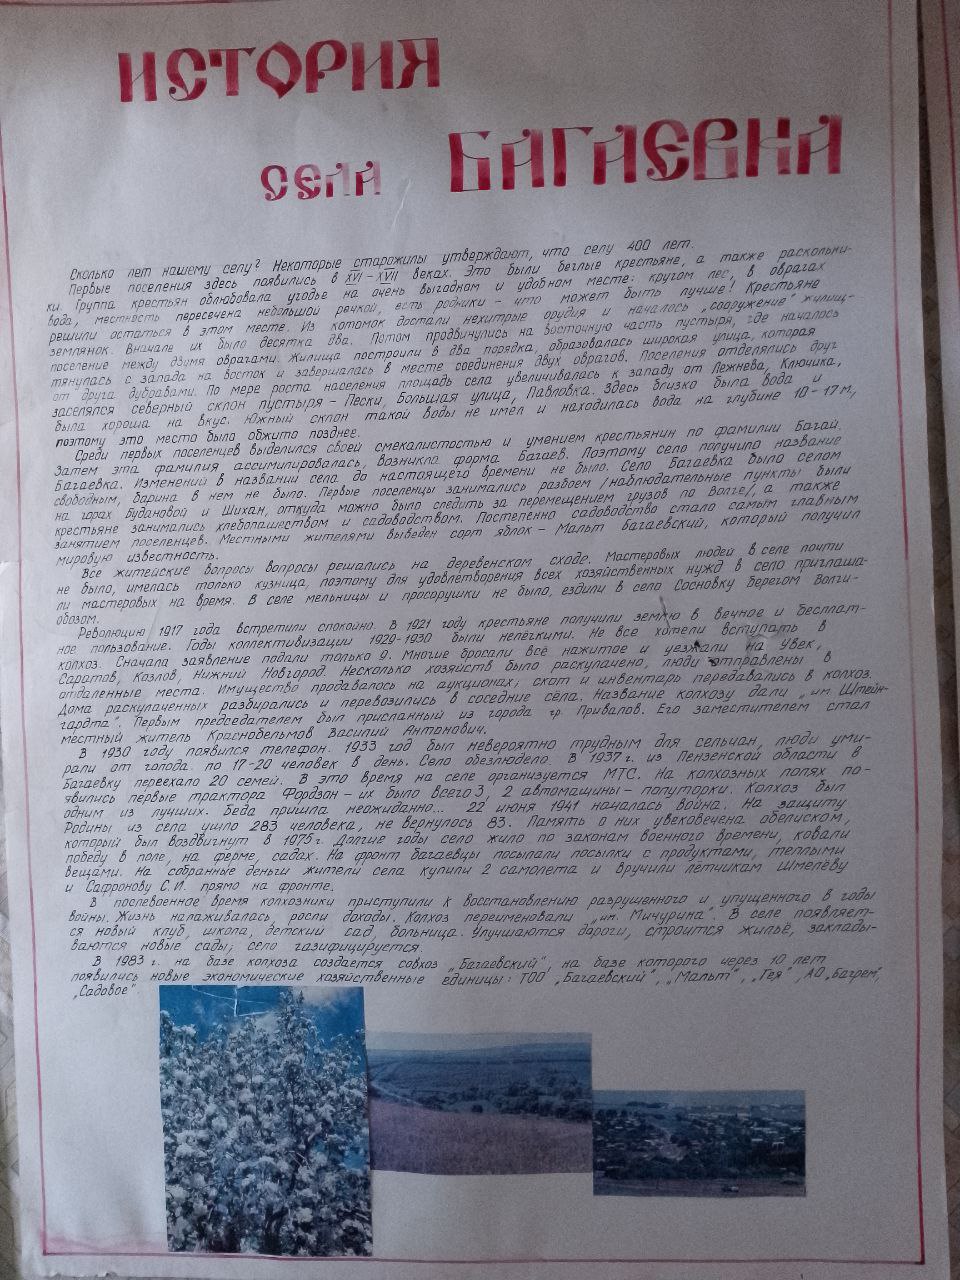 ИСТОРИЯ
села БАГАЕВКА
Сколько лет нашему селу? Некоторые старожилы утверждают, что селу 400 лет.
Первые поселения здесь появились в XVI-XVII веках. Это были беглые крестьяне, а также раскольни-
ки. Группа крестьян облюбовала угодье на очень выгодном и удобном месте: кругом лес, в оврагах
вода, местность пересечена небольшой речкой, есть родники - что может быть лучше! Крестьяне
решили остаться в этом месте. Из котомок достали нехитрые орудия и началось „сооружение" жилищ-
землянок. Вначале их было десятка два. Потом продвинулись на восточную часть пустыря, где началось
поселение между двумя оврагами. Жилища построили в два порядка, образовалась широкая улица, которая
тянулась с запада на восток и завершалась в месте соединения двух оврагов. Поселения отделялись друг
от друга дубравами. По мере роста населения площадь села увеличивалась к западу от Лежнева, Ключика,
заселялся северный склон пустыря - Пески, Большая улица, Павловка. Здесь близко была вода и
была хороша на вкус. Южный склон такой воды не имел и находилась вода на глубине 10-17 м.,
поэтому это место было обжито позднее.
Среди первых поселенцев выделился своей смекалистостью и умением крестьянин по фамилии Багай.
Затем эта фамилия ассимилировалась, возникла форма Багаев. Поэтому село получило название
Багаевка. Изменений в названии села до настоящего времени не было. Село Багаевка было селом
свободным, барина в нем не было. Первые поселенцы занимались разбоем /наблюдательные пункты были
на горах Будановой и Шихан, откуда можно было следить за перемещением грузов по Волге/, а также
крестьяне занимались хлебопашеством и садоводством. Постепенно садоводство стало самым главным
занятием поселенцев. Местными жителями выведен сорт яблок - Мальт Багаевский, который получил
мировую известность.
Все житейские вопросы вопросы решались на деревенском сходе. Мастеровых людей в селе почти
не было, имелась только кузница, поэтому для удовлетворения всех хозяйственных нужд в село приглаша-
ли мастеровых на время. В селе мельницы и просорушки не было, ездили в село Сосновку берегом Волги-
обозом.
Революцию 1917 года встретили спокойно. В 1921 году крестьяне получили землю в вечное и бесплат-
ное пользование. Годы коллективизации 1929-1930 были нелёгкими. Не все хотели вступать в
колхоз. Сначала заявление подали только 9. Многие бросали всё нажитое и уезжали на Увек,
Саратов, Козлов, Нижний Новгород. Несколько хозяйств было раскулачено, люди отправлены в
отдаленные места. Имущество продавалось на аукционах; скот и инвентарь передавались в колхоз.
Дома раскулаченных разбирались и перевозились в соседние сёла. Название колхозу дали „им Штейн-
гардта". Первым председателем был присланный из города гр. Привалов. Его заместителем стал
местный житель Краснобельмов Василий Антонович.
В 1930 году появился телефон. 1933 год был невероятно трудным для сельчан, люди уми-
рали от голода. по 17-20 человек в день. Село обезлюдело. В 1937 г. из Пензенской области в
Багаевку переехало 20 семей. В это время на селе организуется МТС. На колхозных полях по-
явились первые трактора Фордзон - их было всего 3, 2 автомашины - полуторки. Колхоз был
одним из лучших. Беда пришла неожиданно... 22 июня 1941 началась война. На защиту
Родины из села ушло 283 человека, не вернулось 83. Память о них увековечена обелиском,
который был воздвигнут в 1975 г. Долгие годы село жило по законам военного времени, ковали
победу в поле, на ферме, садах. На фронт багаевцы посылали посылки с продуктами, теплыми
вещами. На собранные деньги жители села купили 2 самолета и вручили лётчикам Шмелёву
и Сафронову С.И. прямо на фронте.
В послевоенное время колхозники приступили к восстановлению разрушенного и упущенного в годы
войны. Жизнь налаживалась, росли доходы. Колхоз переименовали „им. Мичурина". В селе появляет-
ся новый клуб, школа, детский сад, больница. Улучшаются дороги, строится жильё, заклады-
ваются новые сады; село газифицируется.
В 1983 г. на базе колхоза создается совхоз „Багаевский", на базе которого через 10 лет
появились новые экономические хозяйственные единицы: ТОО „Багаевский", „Мальт", „Гея", АО „Багрем",
„Садовое".